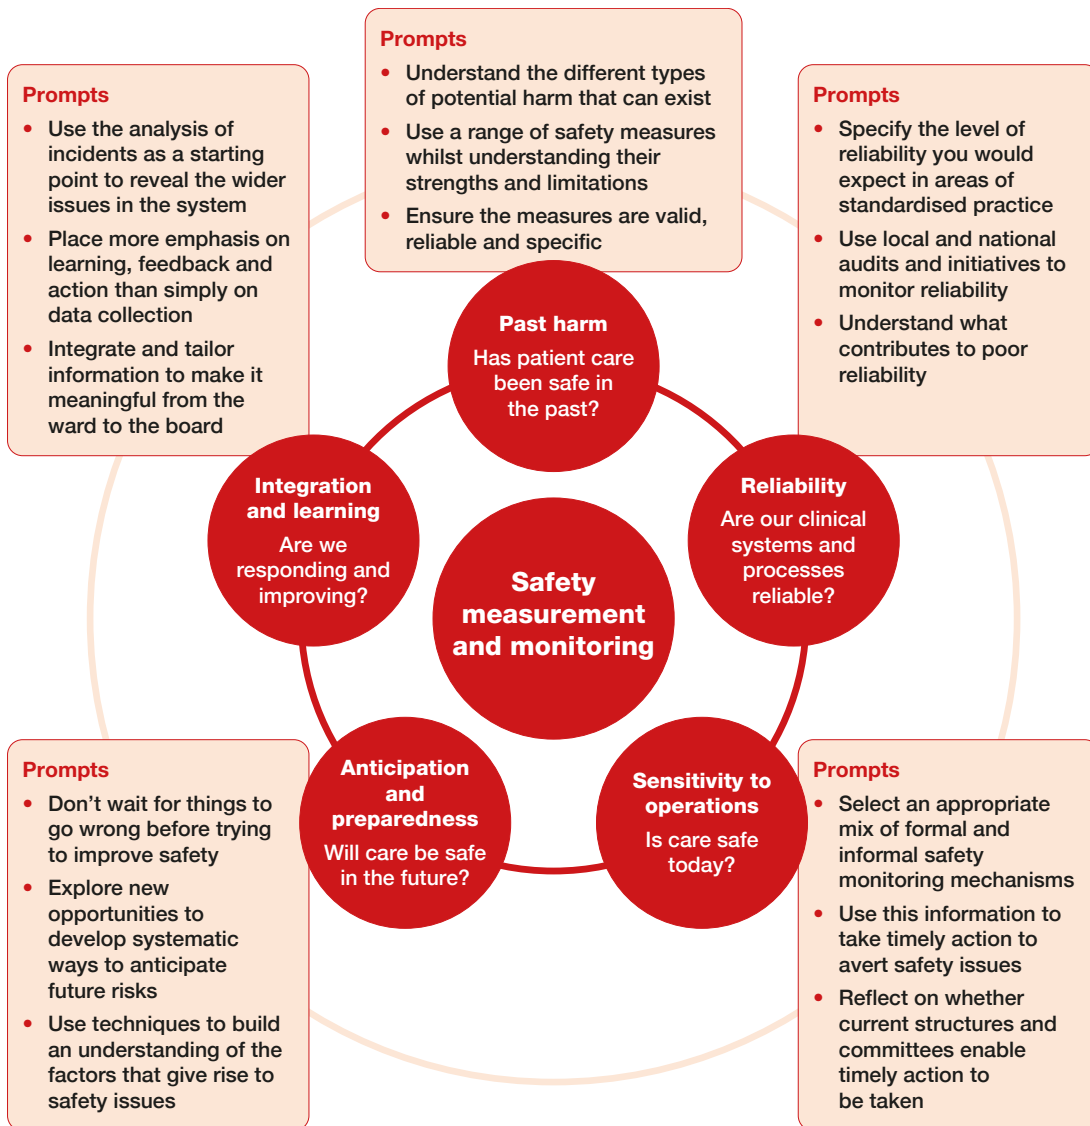 Prompts
• Understand the different types
of potential harm that can exist
• Use a range of safety measures
whilst understanding their
strengths and limitations
• Ensure the measures are valid,
reliable and specific
Prompts
• Use the analysis of
incidents as a starting
point to reveal the wider
issues in the system
• Place more emphasis on
learning, feedback and
action than simply on
data collection
• Integrate and tailor
information to make it
meaningful from the
ward to the board
Prompts
• Specify the level of
reliability you would
expect in areas of
standardised practice
• Use local and national
audits and initiatives to
monitor reliability
• Understand what
contributes to poor
reliability
Past harm
Has patient care
been safe in
the past?
Integration
and learning
Are we
responding and
improving?
Reliability
Are our clinical
systems and
processes
reliable?
Safety
measurement
and monitoring
Anticipation
and
preparedness
Will care be safe
in the future?
Sensitivity to
operations
Is care safe
today?
Prompts
• Don’t wait for things to
go wrong before trying
to improve safety
• Explore new
opportunities to
develop systematic
ways to anticipate
future risks
• Use techniques to build
an understanding of the
factors that give rise to
safety issues
Prompts
• Select an appropriate
mix of formal and
informal safety
monitoring mechanisms
• Use this information to
take timely action to
avert safety issues
• Reflect on whether
current structures and
committees enable
timely action to
be taken